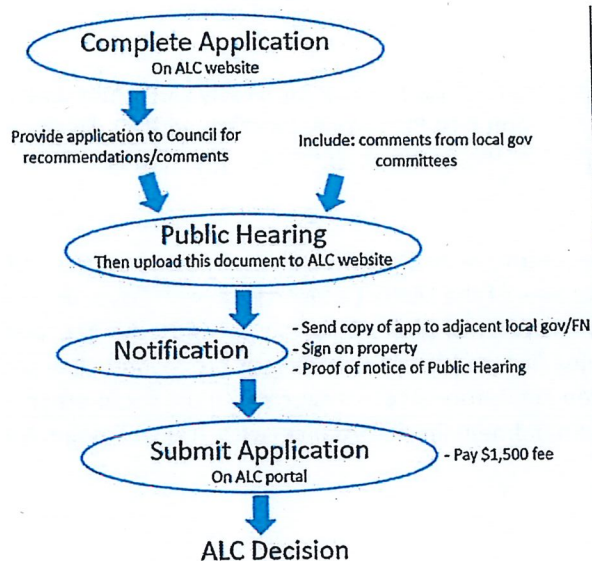 Complete Application
On ALC website
Provide application to Council for
recommendations/comments
Include: comments from local gov
committees
Public Hearing
Then upload this document to ALC website
Notification
- Send copy of app to adjacent local gov/FN
- Sign on property
- Proof of notice of Public Hearing
Submit Application
On ALC portal
- Pay $1,500 fee
ALC Decision